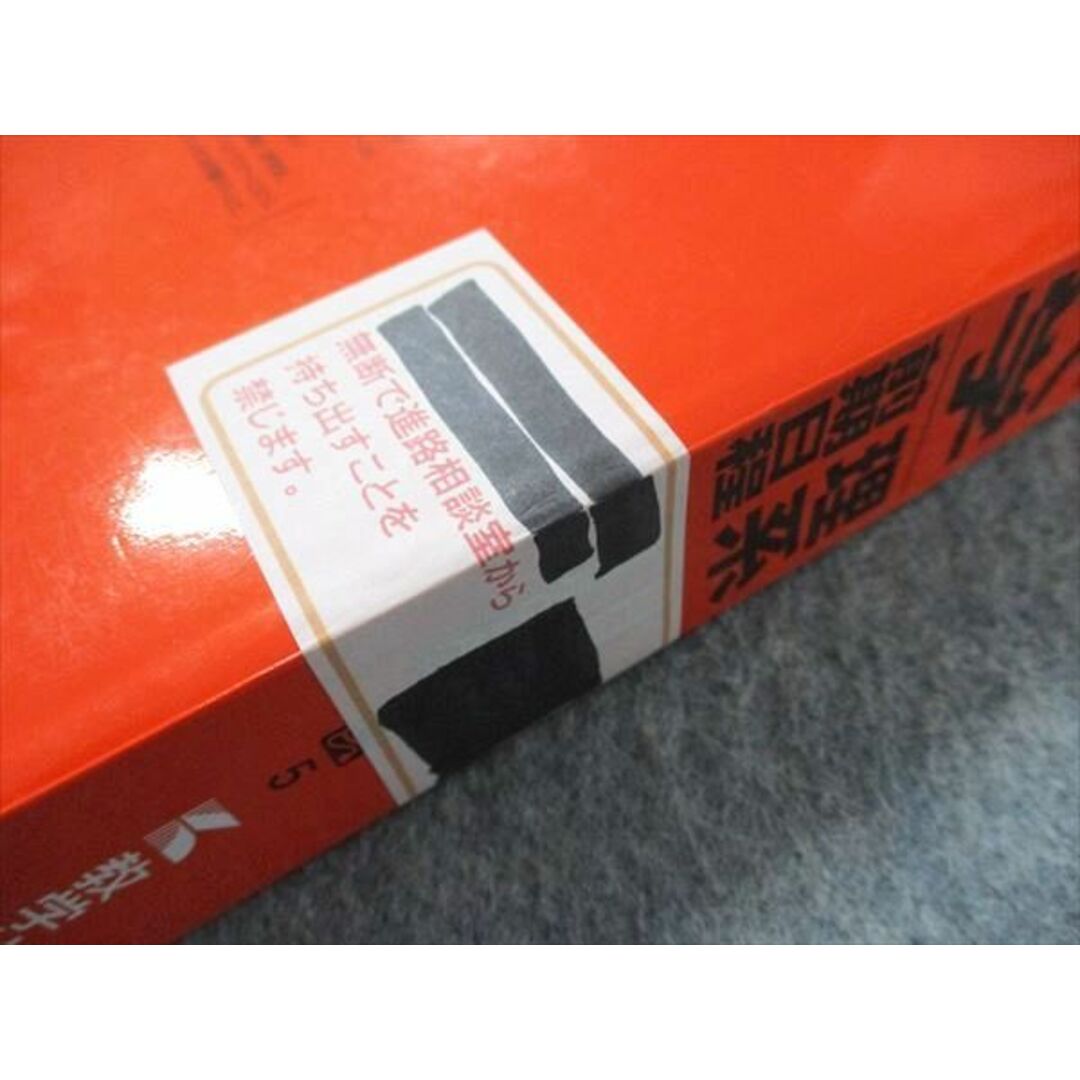 無断で進路相談室から
持ち出すことを
禁じます。
学
理系
前期日程
5
教学